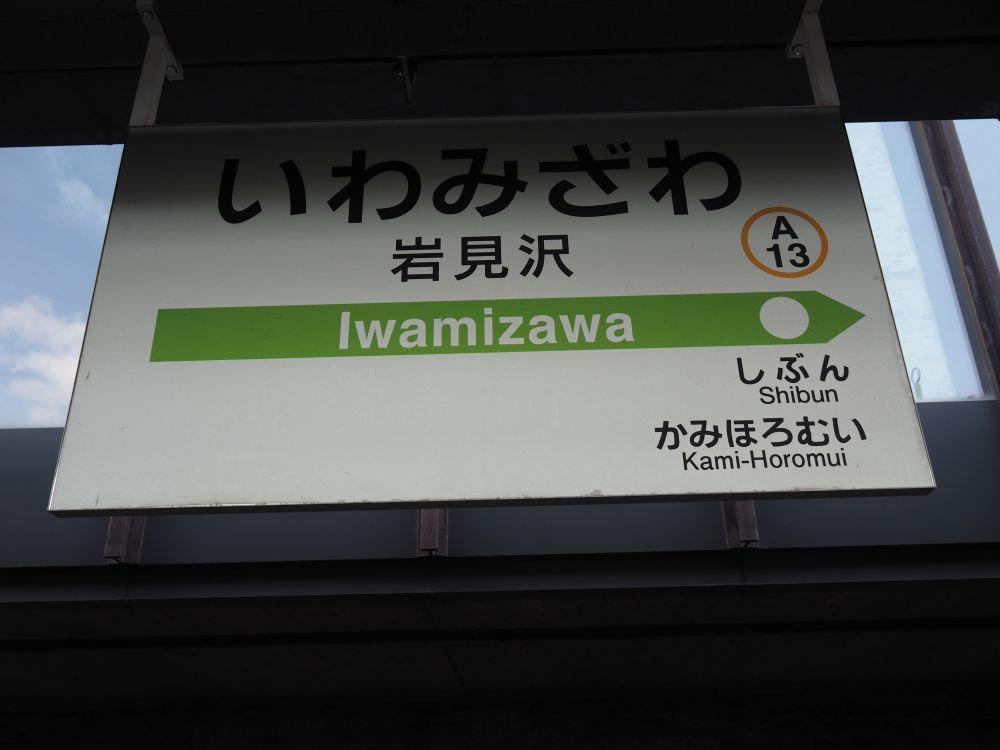 いわみざわ
岩見沢
A
13
Iwamizawa
しぶん
Shibun
かみほろむい
Kami-Horomui